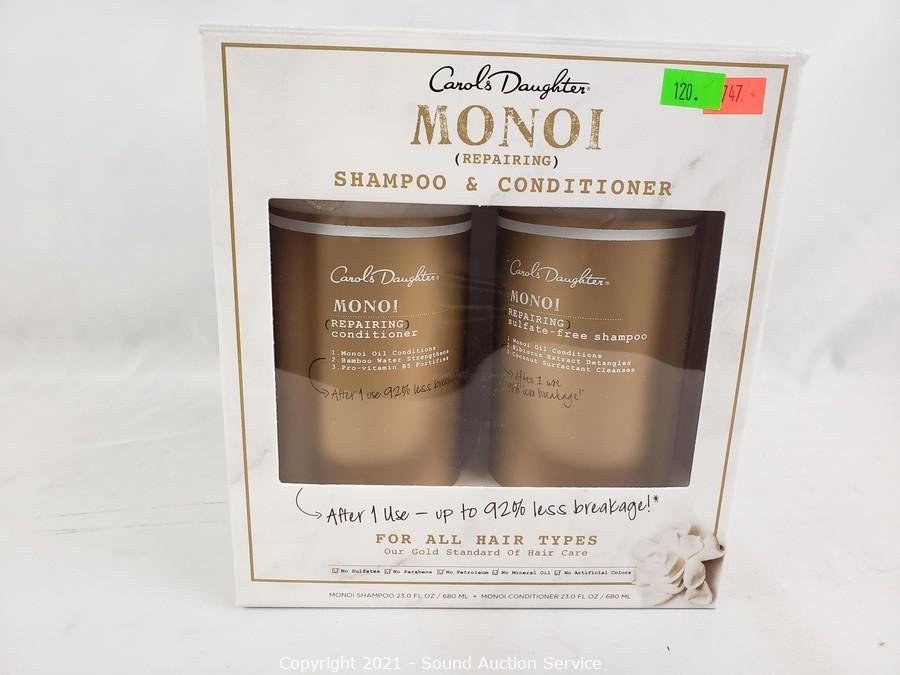 Carol's Daughter®
120. 747
MONOI
(REPAIRING)
SHAMPOO & CONDITIONER
Carol's Daughter®
MONOI
(REPAIRING)
conditioner
1.Monoi Oil Conditions
2.Bamboo Water Strengthens
3.Pro-vitamin B5 Fortifies
After 1 use 92% less
Carol's Daughter®
MONOI
REPAIRING)
sulfate-free shampoo
1.Monoi Oil Conditions
2.Hibiscus Extract Detangles
3.Coconut Surfactant Cleanses
After 1 use
less breakage!*
After 1 Use – up to 92% less breakage!*
FOR ALL HAIR TYPES
Our Gold Standard Of Hair Care
No Sulfates No Parabens No Petroleum No Mineral Oil No Artificial Colors
MONOI SHAMPOO 23.0 FL OZ / 680 ML + MONOI CONDITIONER 23.0 FL OZ / 680 ML
Copyright 2021 - Sound Auction Service